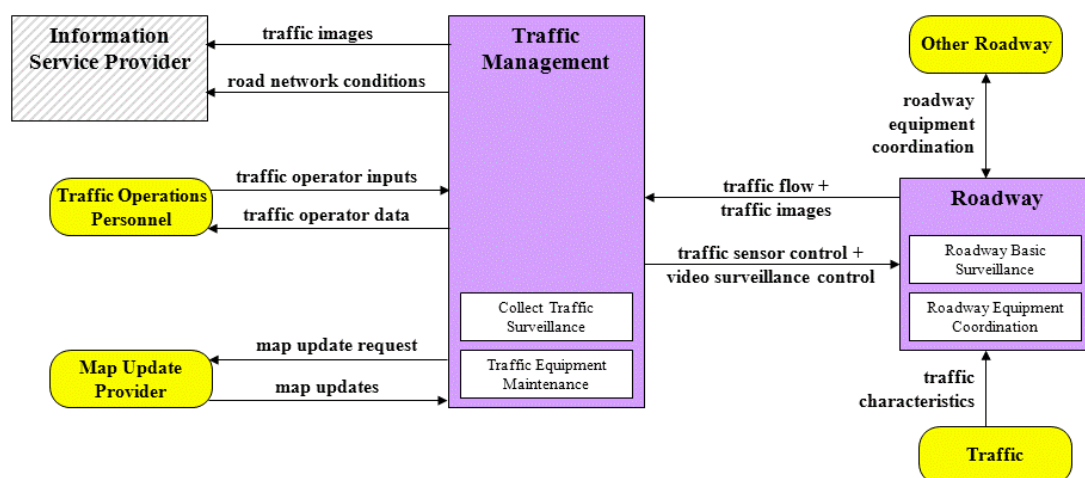 Information
Service Provider
traffic images
road network conditions
Traffic
Management
Other Roadway
roadway
equipment
coordination
Traffic Operations
Personnel
traffic operator inputs
traffic operator data
traffic flow +
traffic images
traffic sensor control +
video surveillance control
Roadway
Roadway Basic
Surveillance
Roadway Equipment
Coordination
Collect Traffic
Surveillance
Traffic Equipment
Maintenance
Map Update
Provider
map update request
map updates
traffic
characteristics
Traffic